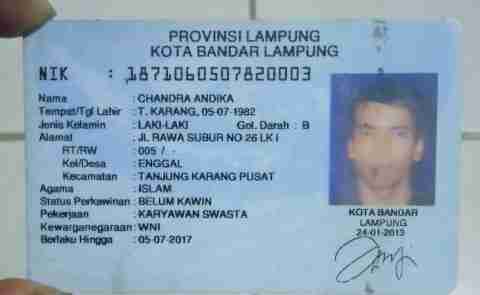 PROVINSI LAMPUNG
KOTA BANDAR LAMPUNG
NIK : 1871060507820003
Nama : CHANDRA ANDIKA
Tempat/Tgl Lahir : T. KARANG, 05-07-1982
Jenis Kelamin : LAKI-LAKI Gol. Darah : B
Alamat : JL RAWA SUBUR NO 26 LK I
RT/RW : 005 / -
Kel/Desa : ENGGAL
Kecamatan : TANJUNG KARANG PUSAT
Agama : ISLAM
Status Perkawinan : BELUM KAWIN
Pekerjaan : KARYAWAN SWASTA
Kewarganegaraan : WNI
Berlaku Hingga : 05-07-2017
KOTA BANDAR
LAMPUNG
24-01-2013